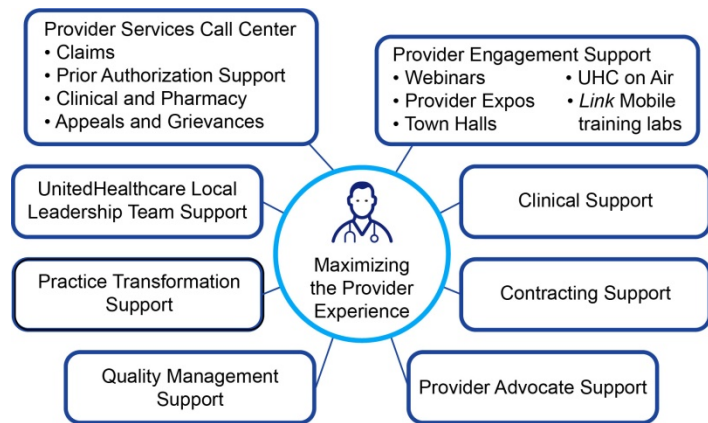 Provider Services Call Center
• Claims
• Prior Authorization Support
• Clinical and Pharmacy
• Appeals and Grievances
Provider Engagement Support
• Webinars
• Provider Expos
• Town Halls
• UHC on Air
• Link Mobile
training labs
UnitedHealthcare Local
Leadership Team Support
Clinical Support
Maximizing
the Provider
Experience
Practice Transformation
Support
Contracting Support
Quality Management
Support
Provider Advocate Support